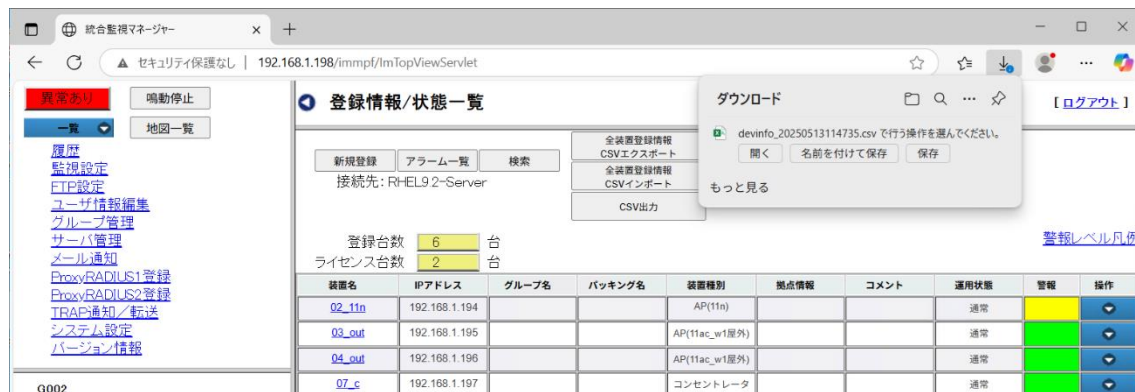 統合監視マネージャー
セキュリティ保護なし | 192.168.1.198/immpf/ImTopViewServlet
異常あり
鳴動停止
一覧
地図一覧
履歴
監視設定
FTP設定
ユーザ情報編集
グループ管理
サーバ管理
メール通知
ProxyRADIUS1登録
ProxyRADIUS2登録
TRAP通知/転送
システム設定
バージョン情報
G002
登録情報/状態一覧
[ログアウト]
新規登録 アラーム一覧 検索
全装置登録情報
CSVエクスポート
全装置登録情報
CSVインポート
CSV出力
接続先: RHEL9.2-Server
ダウンロード
devinfo_20250513114735.csv で行う操作を選んでください。
開く 名前を付けて保存 保存
もっと見る
登録台数 6 台
ライセンス台数 2 台
警報レベル凡例
装置名 IPアドレス グループ名 パッキング名 装置種別 拠点情報 コメント 運用状態 警報 操作
02_11n 192.168.1.194 AP(11n) 通常
03_out 192.168.1.195 AP(11ac_w1屋外) 通常
04_out 192.168.1.196 AP(11ac_w1屋外) 通常
07_c 192.168.1.197 コンセントレータ 通常